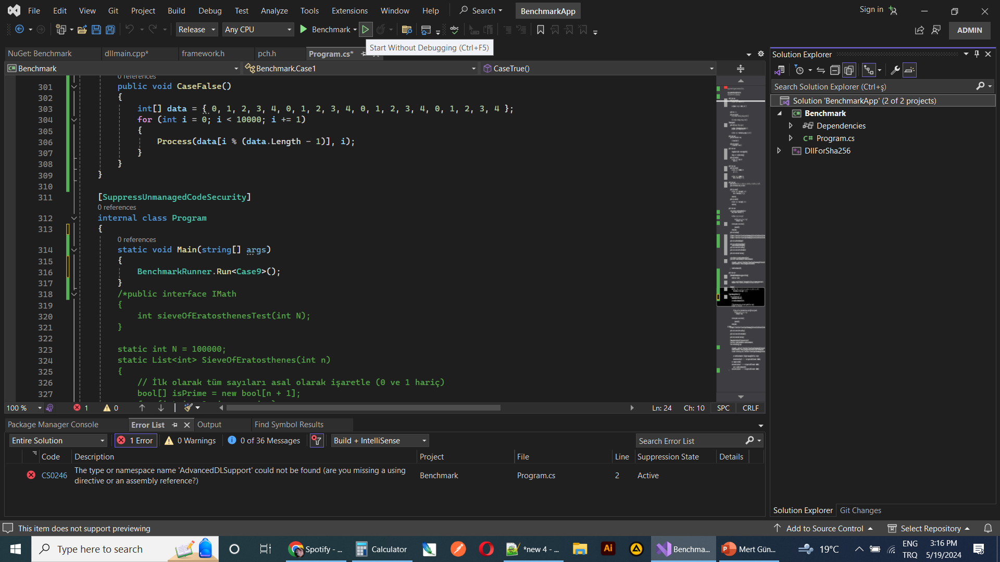 File Edit View Git Project Build Debug Test Analyze Tools Extensions Window Help Search BenchmarkApp Sign in
Release Any CPU Benchmark abc ADMIN
NuGet: Benchmark dllmain.cpp* framework.h pch.h Program.cs*
Start Without Debugging (Ctrl+F5)
Benchmark Benchmark.Case1 CaseTrue()
0 references
301 public void CaseFalse()
302 {
303 int[] data = { 0, 1, 2, 3, 4, 0, 1, 2, 3, 4, 0, 1, 2, 3, 4, 0, 1, 2, 3, 4 };
304 for (int i = 0; i < 10000; i += 1)
305 {
306 Process(data[i % (data.Length - 1)], i);
307 }
308 }
309 }
310
311 [SuppressUnmanagedCodeSecurity]
0 references
312 internal class Program
313 {
0 references
314 static void Main(string[] args)
315 {
316 BenchmarkRunner.Run<Case9>();
317 }
318 /*public interface IMath
319 {
320 int sieveOfEratosthenesTest(int N);
321 }
322
323 static int N = 100000;
324 static List<int> SieveOfEratosthenes(int n)
325 {
326 // İlk olarak tüm sayıları asal olarak işaretle (0 ve 1 hariç)
327 bool[] isPrime = new bool[n + 1];
100 % 1 0 Ln: 24 Ch: 10 SPC CRLF
Package Manager Console Error List Output Find Symbol Results
Entire Solution 1 Error 0 Warnings 0 of 36 Messages Build + IntelliSense Search Error List
Code Description Project File Line Suppression State Details
CS0246 The type or namespace name 'AdvancedDLSupport' could not be found (are you missing a using directive or an assembly reference?) Benchmark Program.cs 2 Active
Solution Explorer
Search Solution Explorer (Ctrl+ş)
Solution 'BenchmarkApp' (2 of 2 projects)
Benchmark
Dependencies
C# Program.cs
DllForSha256
Solution Explorer Git Changes
This item does not support previewing Add to Source Control Select Repository
Type here to search Spotify - ... Calculator *new 4 - ... Ai Benchma... Mert Gün... 19°C ENG TRQ 3:16 PM 5/19/2024